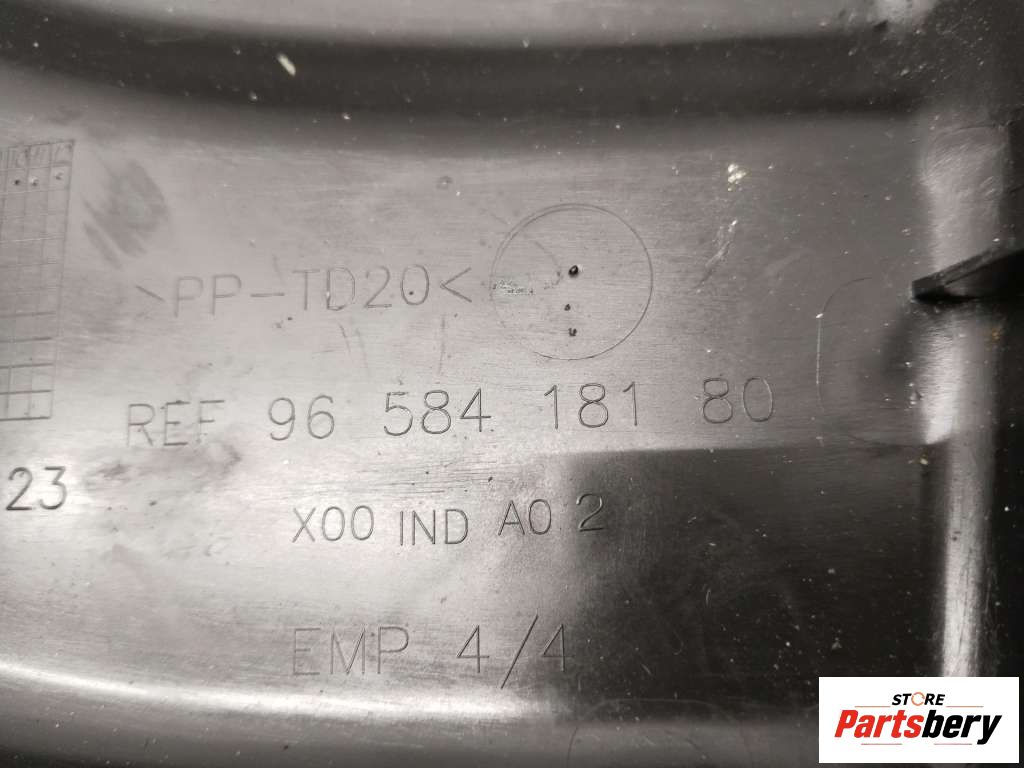 >PP-TD20<
REF 96 584 181 80
23
X00 IND A0 2
EMP 4/4
STORE
Partsbery